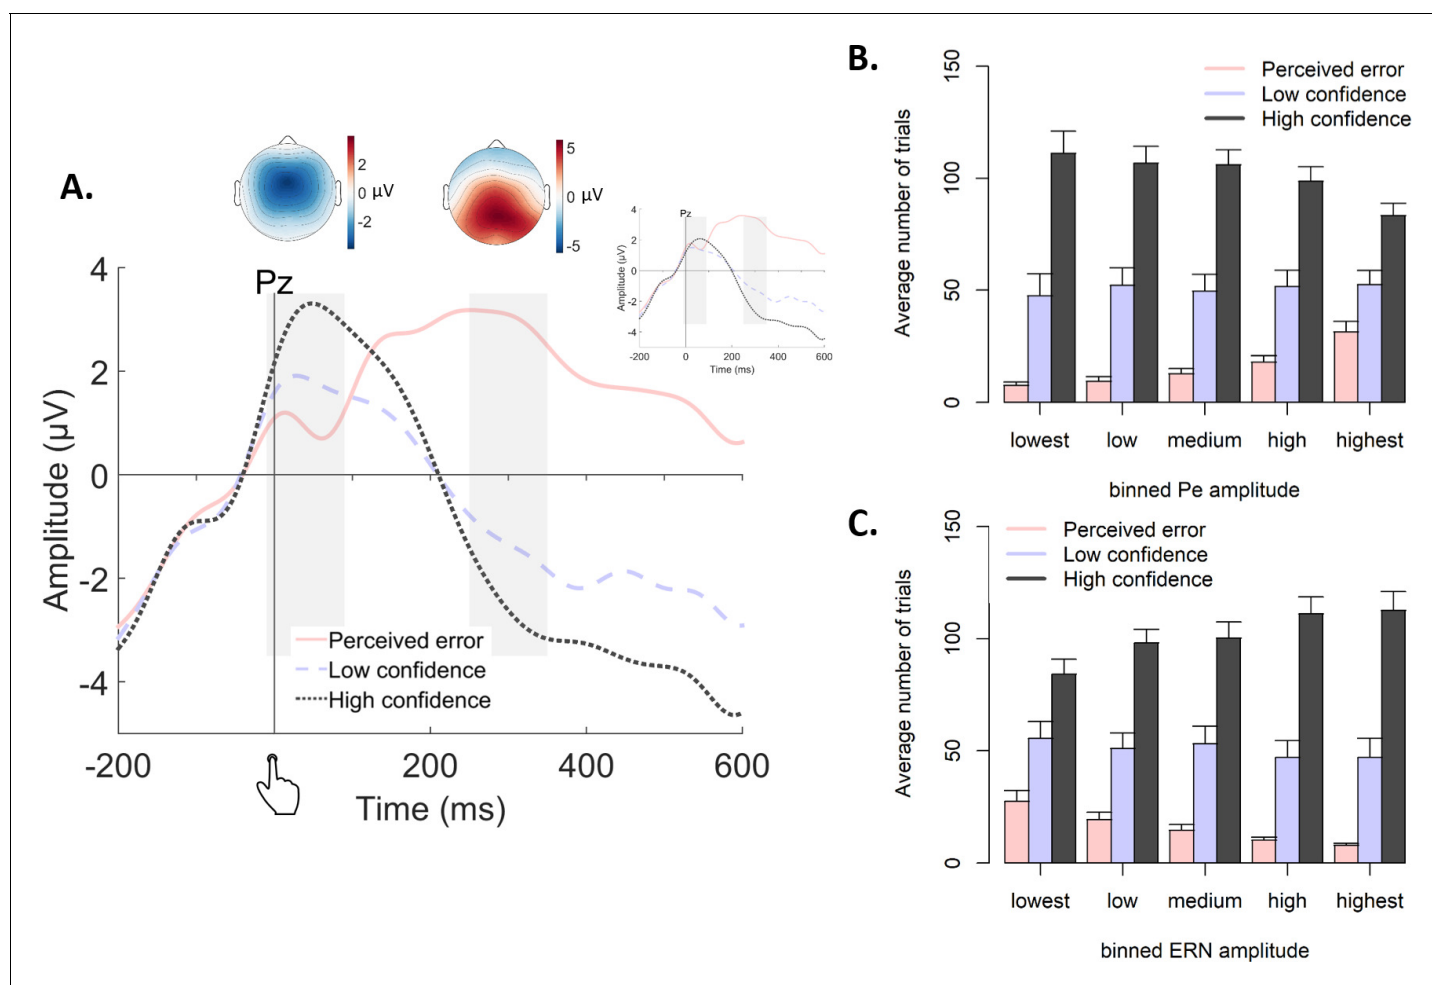 A.
2
0
-2
μV
5
0
-5
μV
Pz
4
2
0
-2
-4
Amplitude (μV)
-200
0
200
400
600
Time (ms)
Pz
4
2
0
-2
-4
Amplitude (μV)
Perceived error
Low confidence
High confidence
-200
0
200
400
600
Time (ms)
B.
150
100
50
0
Average number of trials
Perceived error
Low confidence
High confidence
lowest
low
medium
high
highest
binned Pe amplitude
C.
150
100
50
0
Average number of trials
Perceived error
Low confidence
High confidence
lowest
low
medium
high
highest
binned ERN amplitude